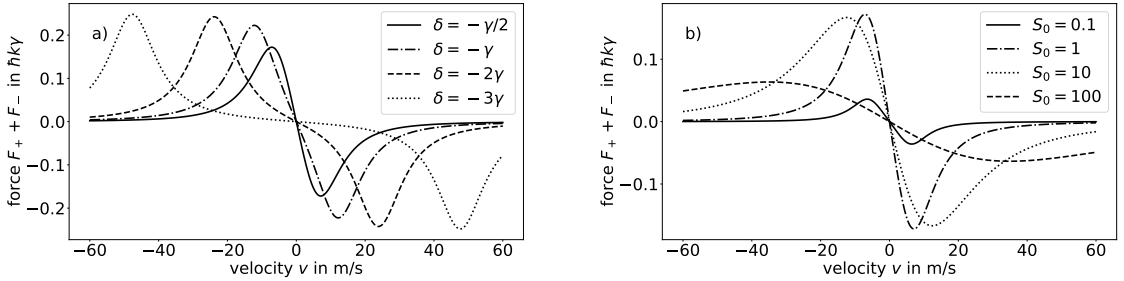 a)
δ = −γ/2
δ = −γ
δ = −2γ
δ = −3γ
force F₊ + F₋ in ℏkγ
0.2
0.1
0.0
−0.1
−0.2
−60 −40 −20 0 20 40 60
velocity v in m/s
b)
S₀ = 0.1
S₀ = 1
S₀ = 10
S₀ = 100
force F₊ + F₋ in ℏkγ
0.1
0.0
−0.1
−60 −40 −20 0 20 40 60
velocity v in m/s